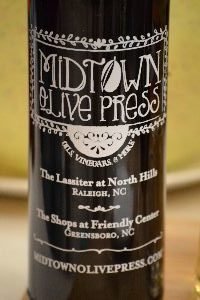 MIDTOWN
OLIVE PRESS
OILS, VINEGARS, & MORE
The Lassiter at North Hills
RALEIGH, NC
The Shops at Friendly Center
GREENSBORO, NC
MIDTOWNOLIVEPRESS.COM